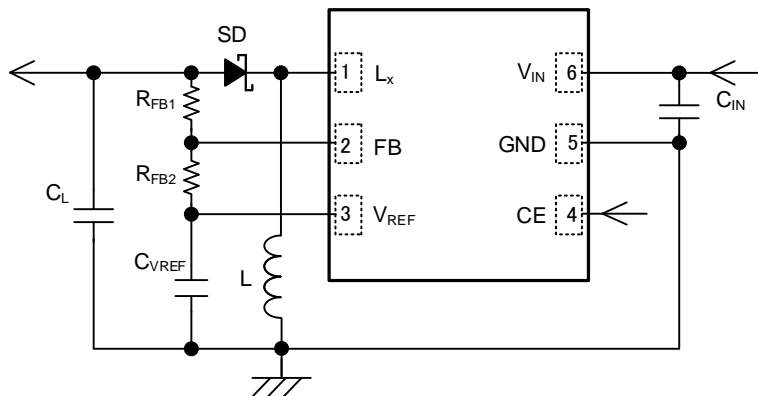 SD
1 Lx VIN 6
RFB1
CIN
2 FB GND 5
RFB2
CL
3 VREF CE 4
CVREF
L